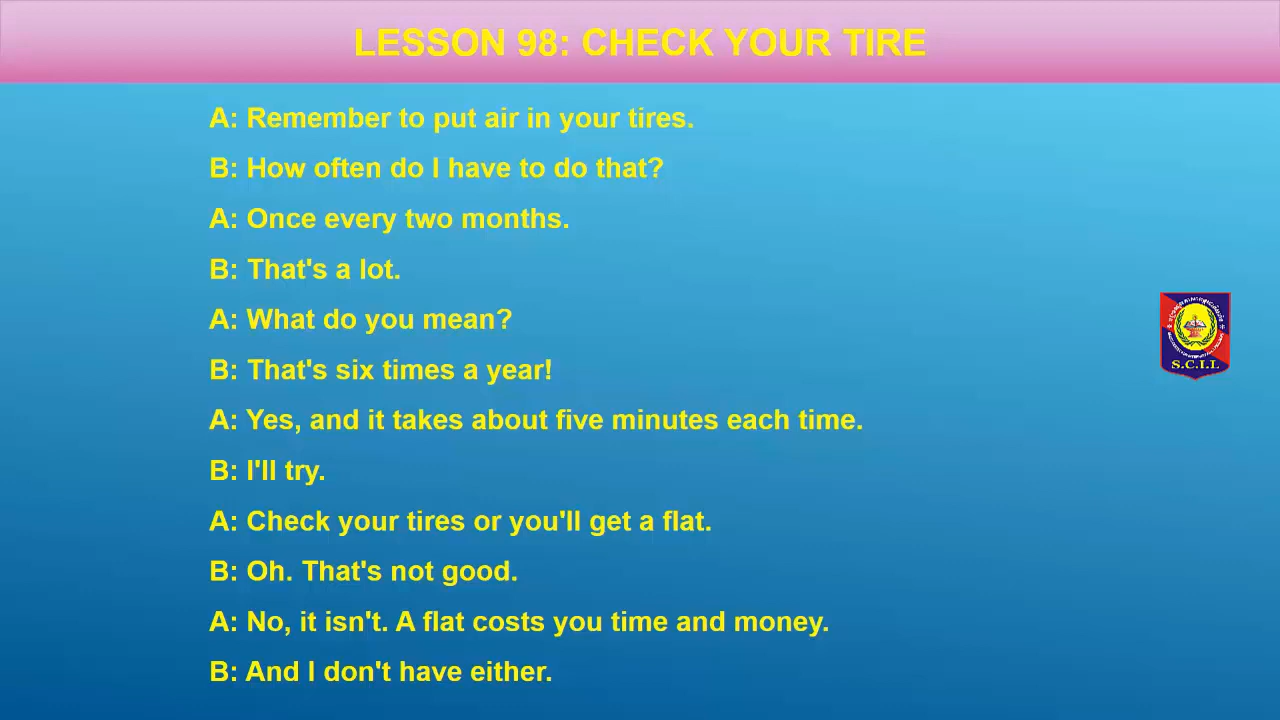 LESSON 98: CHECK YOUR TIRE
A: Remember to put air in your tires.
B: How often do I have to do that?
A: Once every two months.
B: That's a lot.
A: What do you mean?
B: That's six times a year!
A: Yes, and it takes about five minutes each time.
B: I'll try.
A: Check your tires or you'll get a flat.
B: Oh. That's not good.
A: No, it isn't. A flat costs you time and money.
B: And I don't have either.
S.C.I.L